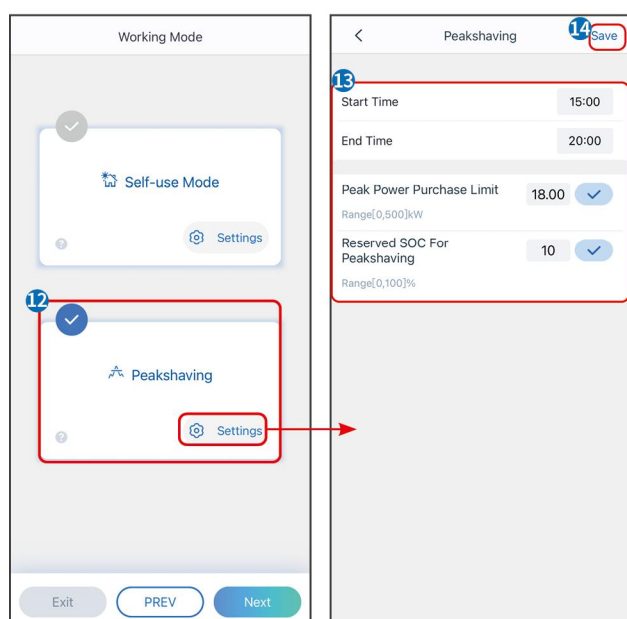 Working Mode
Self-use Mode
?
Settings
12
Peakshaving
?
Settings
Exit
PREV
Next
Peakshaving
14
Save
13
Start Time
15:00
End Time
20:00
Peak Power Purchase Limit
18.00
Range[0,500]kW
Reserved SOC For
Peakshaving
10
Range[0,100]%